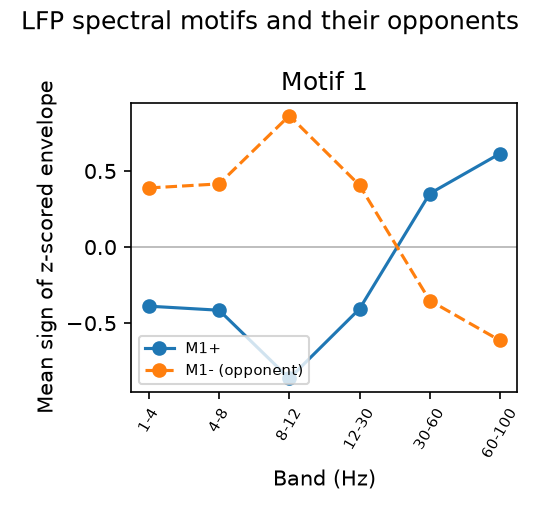 LFP spectral motifs and their opponents
Motif 1
Mean sign of z-scored envelope
0.5
0.0
−0.5
M1+
M1- (opponent)
1-4
4-8
8-12
12-30
30-60
60-100
Band (Hz)